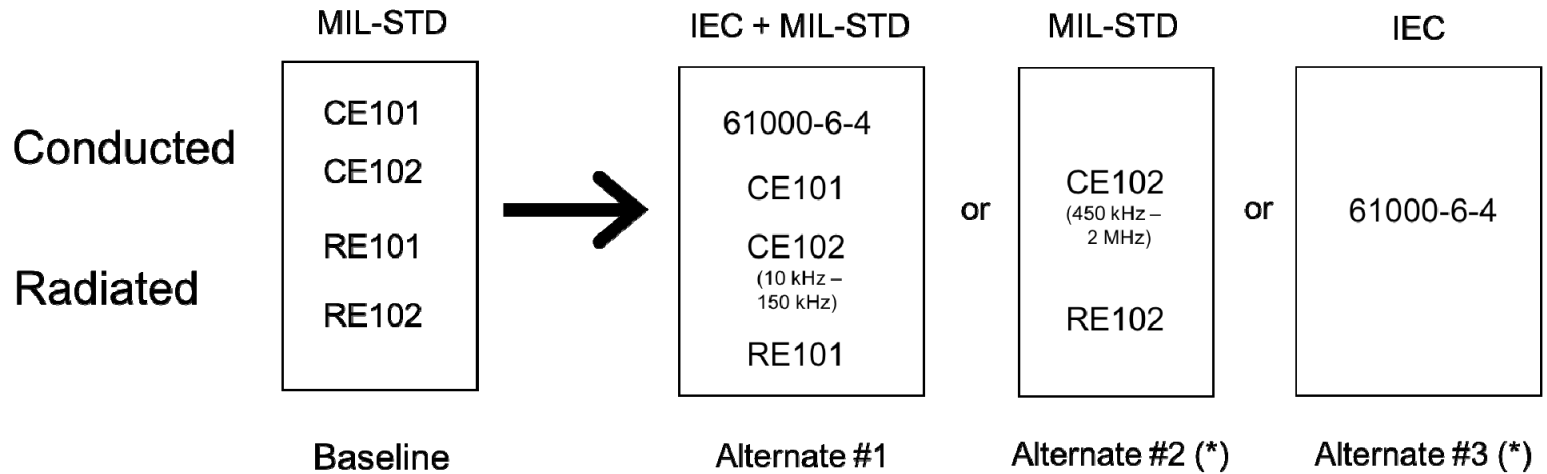 MIL-STD
IEC + MIL-STD
MIL-STD
IEC
Conducted
Radiated
CE101
CE102
RE101
RE102
61000-6-4
CE101
CE102
(10 kHz –
150 kHz)
RE101
or
CE102
(450 kHz –
2 MHz)
RE102
or
61000-6-4
Baseline
Alternate #1
Alternate #2 (*)
Alternate #3 (*)